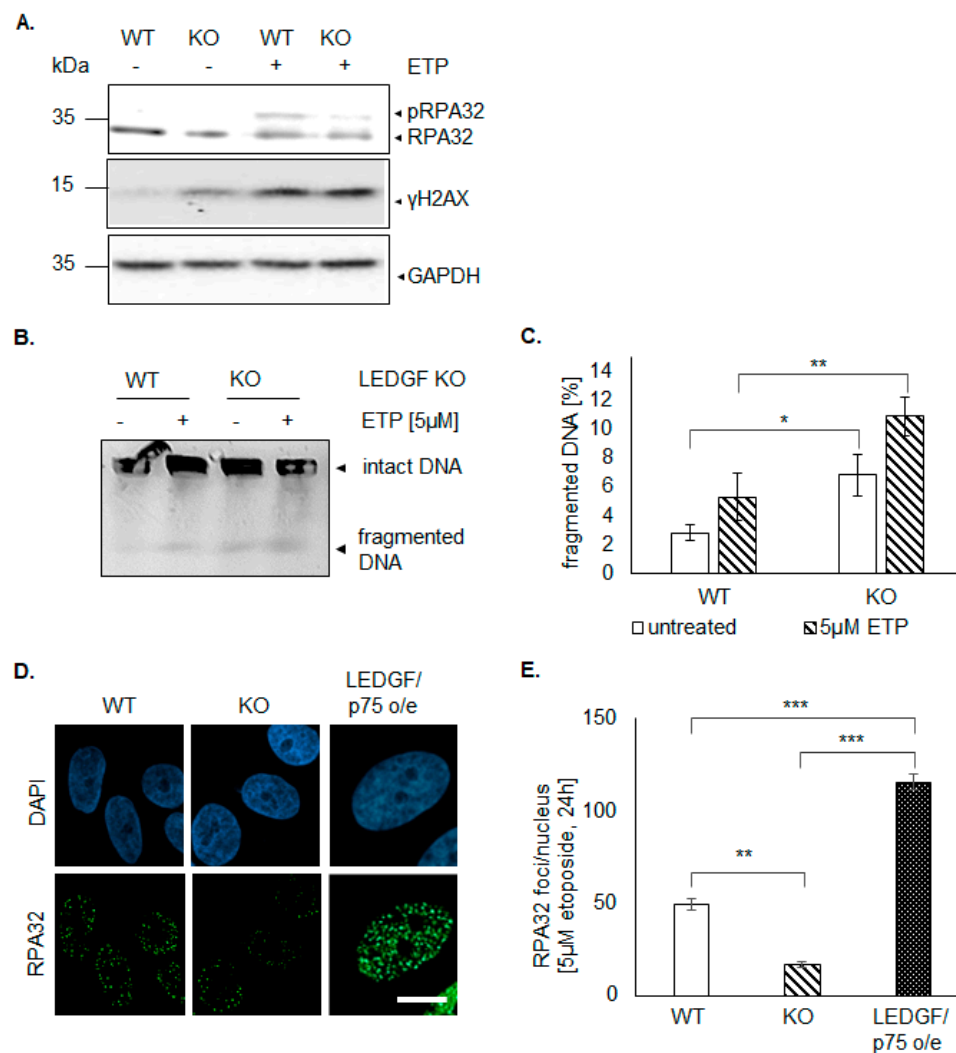 A.
WT KO WT KO
kDa - - + + ETP
35 pRPA32
RPA32
15 γH2AX
35 GAPDH
B.
WT KO LEDGF KO
- + - + ETP [5µM]
intact DNA
fragmented
DNA
C.
fragmented DNA [%]
14
12
10
8
6
4
2
0
**
*
WT KO
untreated 5µM ETP
D.
WT KO LEDGF/
p75 o/e
DAPI
RPA32
E.
RPA32 foci/nucleus
[5µM etoposide, 24h]
150
100
50
0
***
***
**
WT KO LEDGF/
p75 o/e